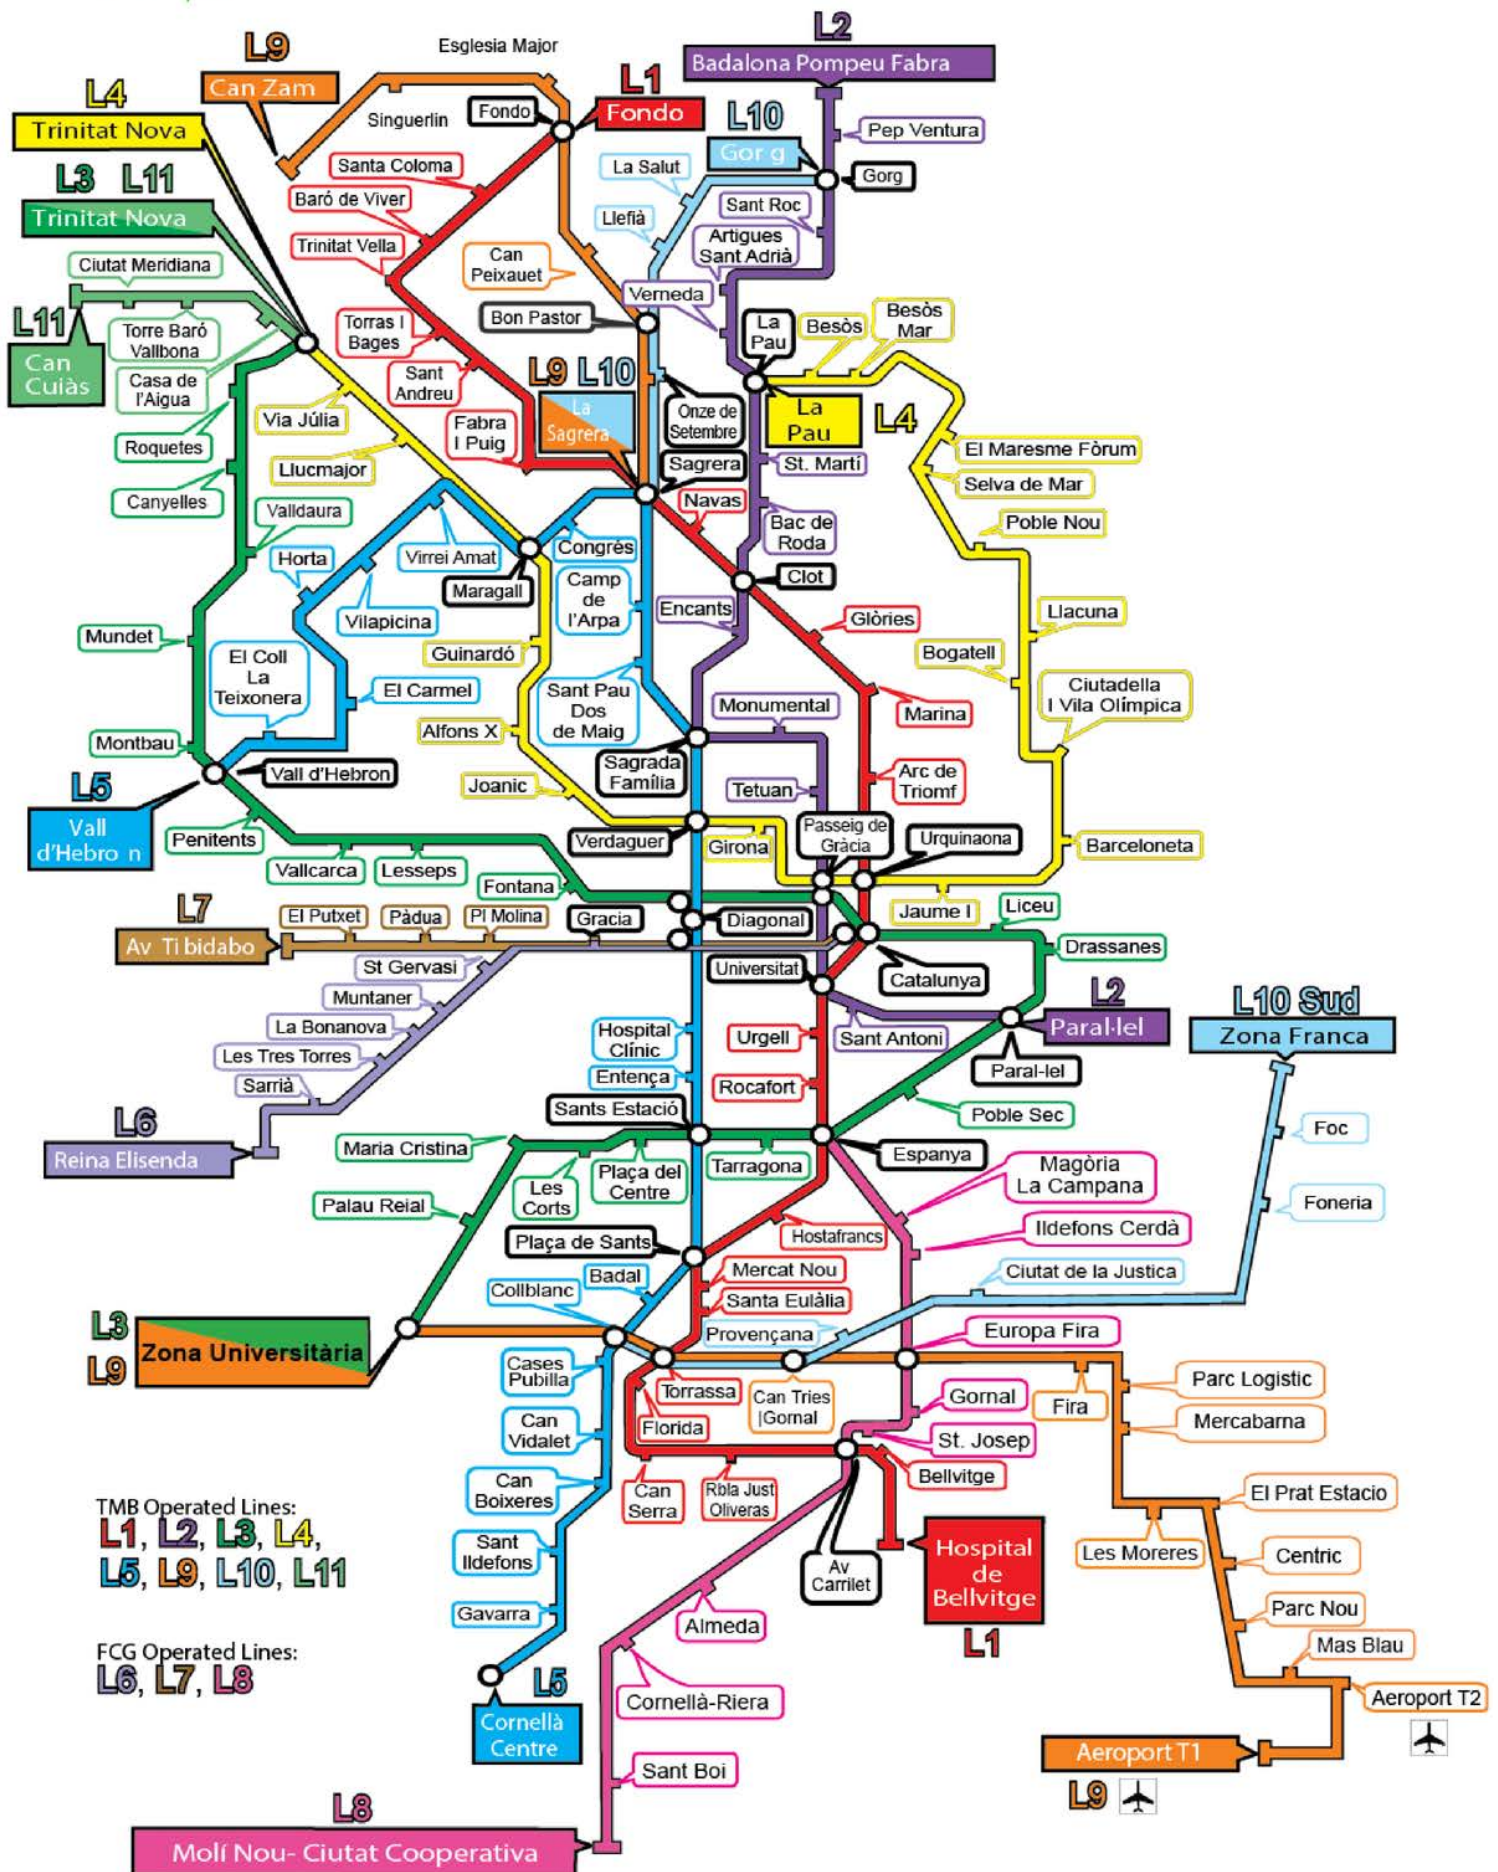 L2
Badalona Pompeu Fabra
L9
Can Zam
Esglesia Major
L1
Fondo
Fondo
Singuerlin
L4
Trinitat Nova
L10
Gor g
Pep Ventura
Gorg
La Salut
Santa Coloma
L3 L11
Trinitat Nova
Baró de Viver
Sant Roc
Llefià
Trinitat Vella
Can
Peixauet
Artigues
Sant Adrià
Ciutat Meridiana
Verneda
L11
Can
Cuiàs
Torre Baró
Vallbona
Torras I
Bages
Bon Pastor
La
Pau
Besòs
Besòs
Mar
Casa de
l'Aigua
Sant
Andreu
L9 L10
La
Sagrera
Onze de
Setembre
La
Pau
L4
Via Júlia
Fabra
I Puig
Roquetes
Llucmajor
Sagrera
St. Martí
El Maresme Fòrum
Selva de Mar
Canyelles
Valldaura
Navas
Bac de
Roda
Poble Nou
Horta
Virrei Amat
Congrés
Maragall
Clot
Camp
de
l'Arpa
Encants
Vilapicina
Glòries
Llacuna
Mundet
Guinardó
Bogatell
El Coll
La
Teixonera
El Carmel
Sant Pau
Dos
de Maig
Monumental
Marina
Ciutadella
I Vila Olímpica
Montbau
Alfons X
Vall d'Hebron
Sagrada
Família
Joanic
Tetuan
Arc de
Triomf
L5
Vall
d'Hebro n
Penitents
Vallcarca
Lesseps
Verdaguer
Girona
Passeig de
Gràcia
Urquinaona
Barceloneta
Fontana
Jaume I
Liceu
L7
Av Ti bidabo
El Putxet
Pàdua
Pl Molina
Gracia
Diagonal
Drassanes
St Gervasi
Universitat
Catalunya
Muntaner
La Bonanova
Les Tres Torres
Sarrià
Hospital
Clínic
Urgell
Sant Antoni
L2
Paral·lel
L10 Sud
Zona Franca
Entença
Rocafort
Paral-lel
Sants Estació
Poble Sec
Foc
L6
Reina Elisenda
Maria Cristina
Les
Corts
Plaça del
Centre
Tarragona
Espanya
Magòria
La Campana
Palau Reial
Foneria
Hostafrancs
Ildefons Cerdà
Plaça de Sants
Badal
Mercat Nou
Ciutat de la Justica
Collblanc
Santa Eulàlia
Provençana
Europa Fira
L3
L9
Zona Universitària
Cases
Pubilla
Torrassa
Can Tries
|Gornal
Fira
Parc Logistic
Gornal
Mercabarna
Can
Vidalet
Florida
St. Josep
Bellvitge
Can
Boixeres
Can
Serra
Rbla Just
Oliveras
El Prat Estacio
TMB Operated Lines:
L1, L2, L3, L4,
L5, L9, L10, L11
Sant
Ildefons
Av
Carrilet
Hospital
de
Bellvitge
L1
Les Moreres
Centric
Gavarra
Almeda
Parc Nou
FCG Operated Lines:
L6, L7, L8
Mas Blau
L5
Cornellà
Centre
Cornellà-Riera
Aeroport T2
Sant Boi
Aeroport T1
L9
L8
Molí Nou- Ciutat Cooperativa